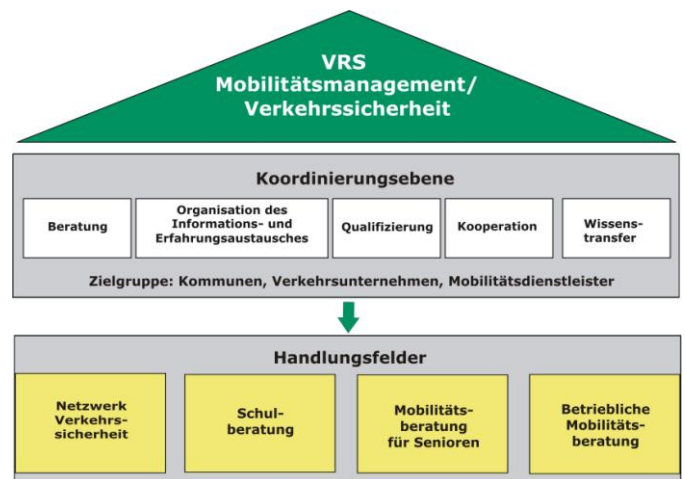 VRS
Mobilitätsmanagement/
Verkehrssicherheit
Koordinierungsebene
Beratung
Organisation des
Informations- und
Erfahrungsaustausches
Qualifizierung
Kooperation
Wissens-
transfer
Zielgruppe: Kommunen, Verkehrsunternehmen, Mobilitätsdienstleister
Handlungsfelder
Netzwerk
Verkehrs-
sicherheit
Schul-
beratung
Mobilitäts-
beratung
für Senioren
Betriebliche
Mobilitäts-
beratung